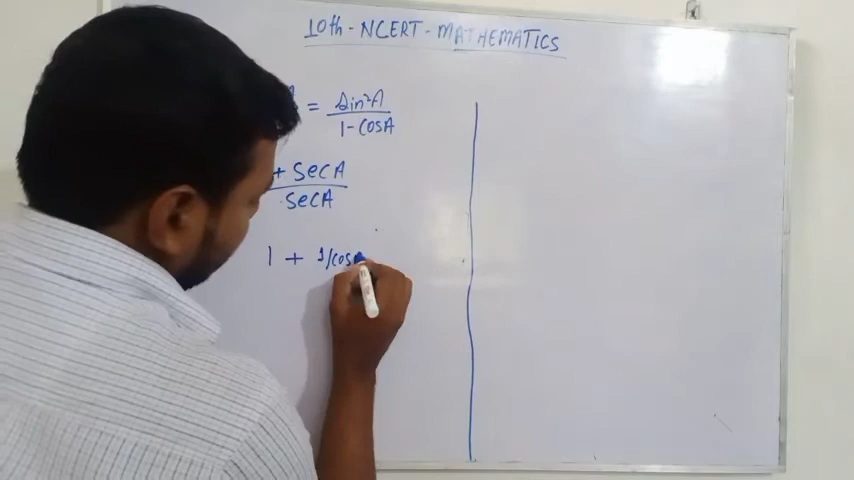 10th - NCERT - MATHEMATICS
= Sin²A
1 - COSA
+ SecA
SecA
1 + 1/cosA